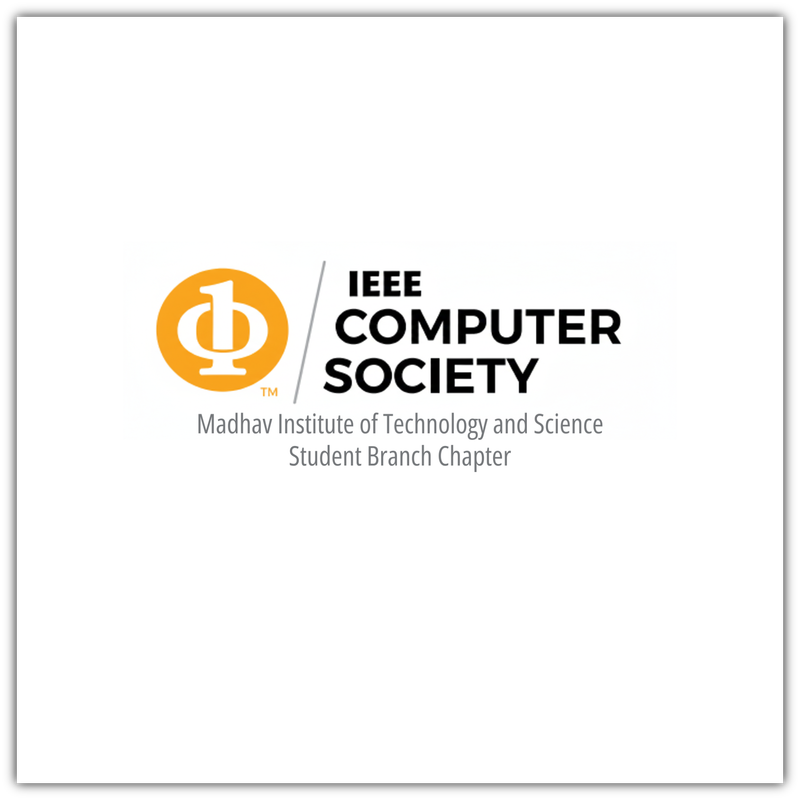 IEEE
COMPUTER
SOCIETY
TM
Madhav Institute of Technology and Science
Student Branch Chapter